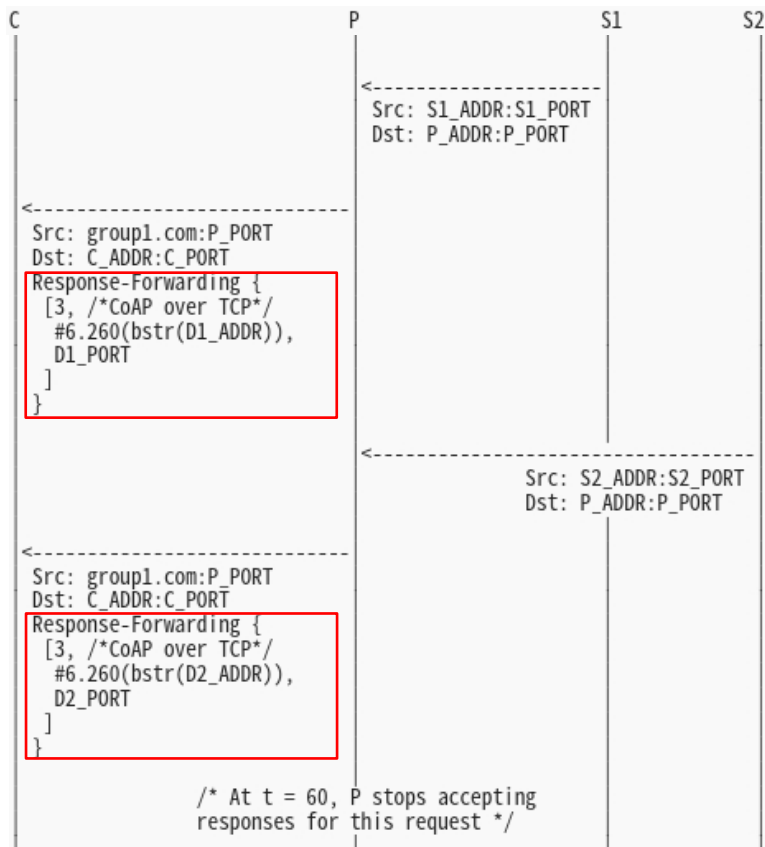 C P S1 S2
<----------------------
Src: S1_ADDR:S1_PORT
Dst: P_ADDR:P_PORT
<------------------------------
Src: group1.com:P_PORT
Dst: C_ADDR:C_PORT
Response-Forwarding {
[3, /*CoAP over TCP*/
#6.260(bstr(D1_ADDR)),
D1_PORT
]
}
<------------------------------------
Src: S2_ADDR:S2_PORT
Dst: P_ADDR:P_PORT
<------------------------------
Src: group1.com:P_PORT
Dst: C_ADDR:C_PORT
Response-Forwarding {
[3, /*CoAP over TCP*/
#6.260(bstr(D2_ADDR)),
D2_PORT
]
}
/* At t = 60, P stops accepting
responses for this request */